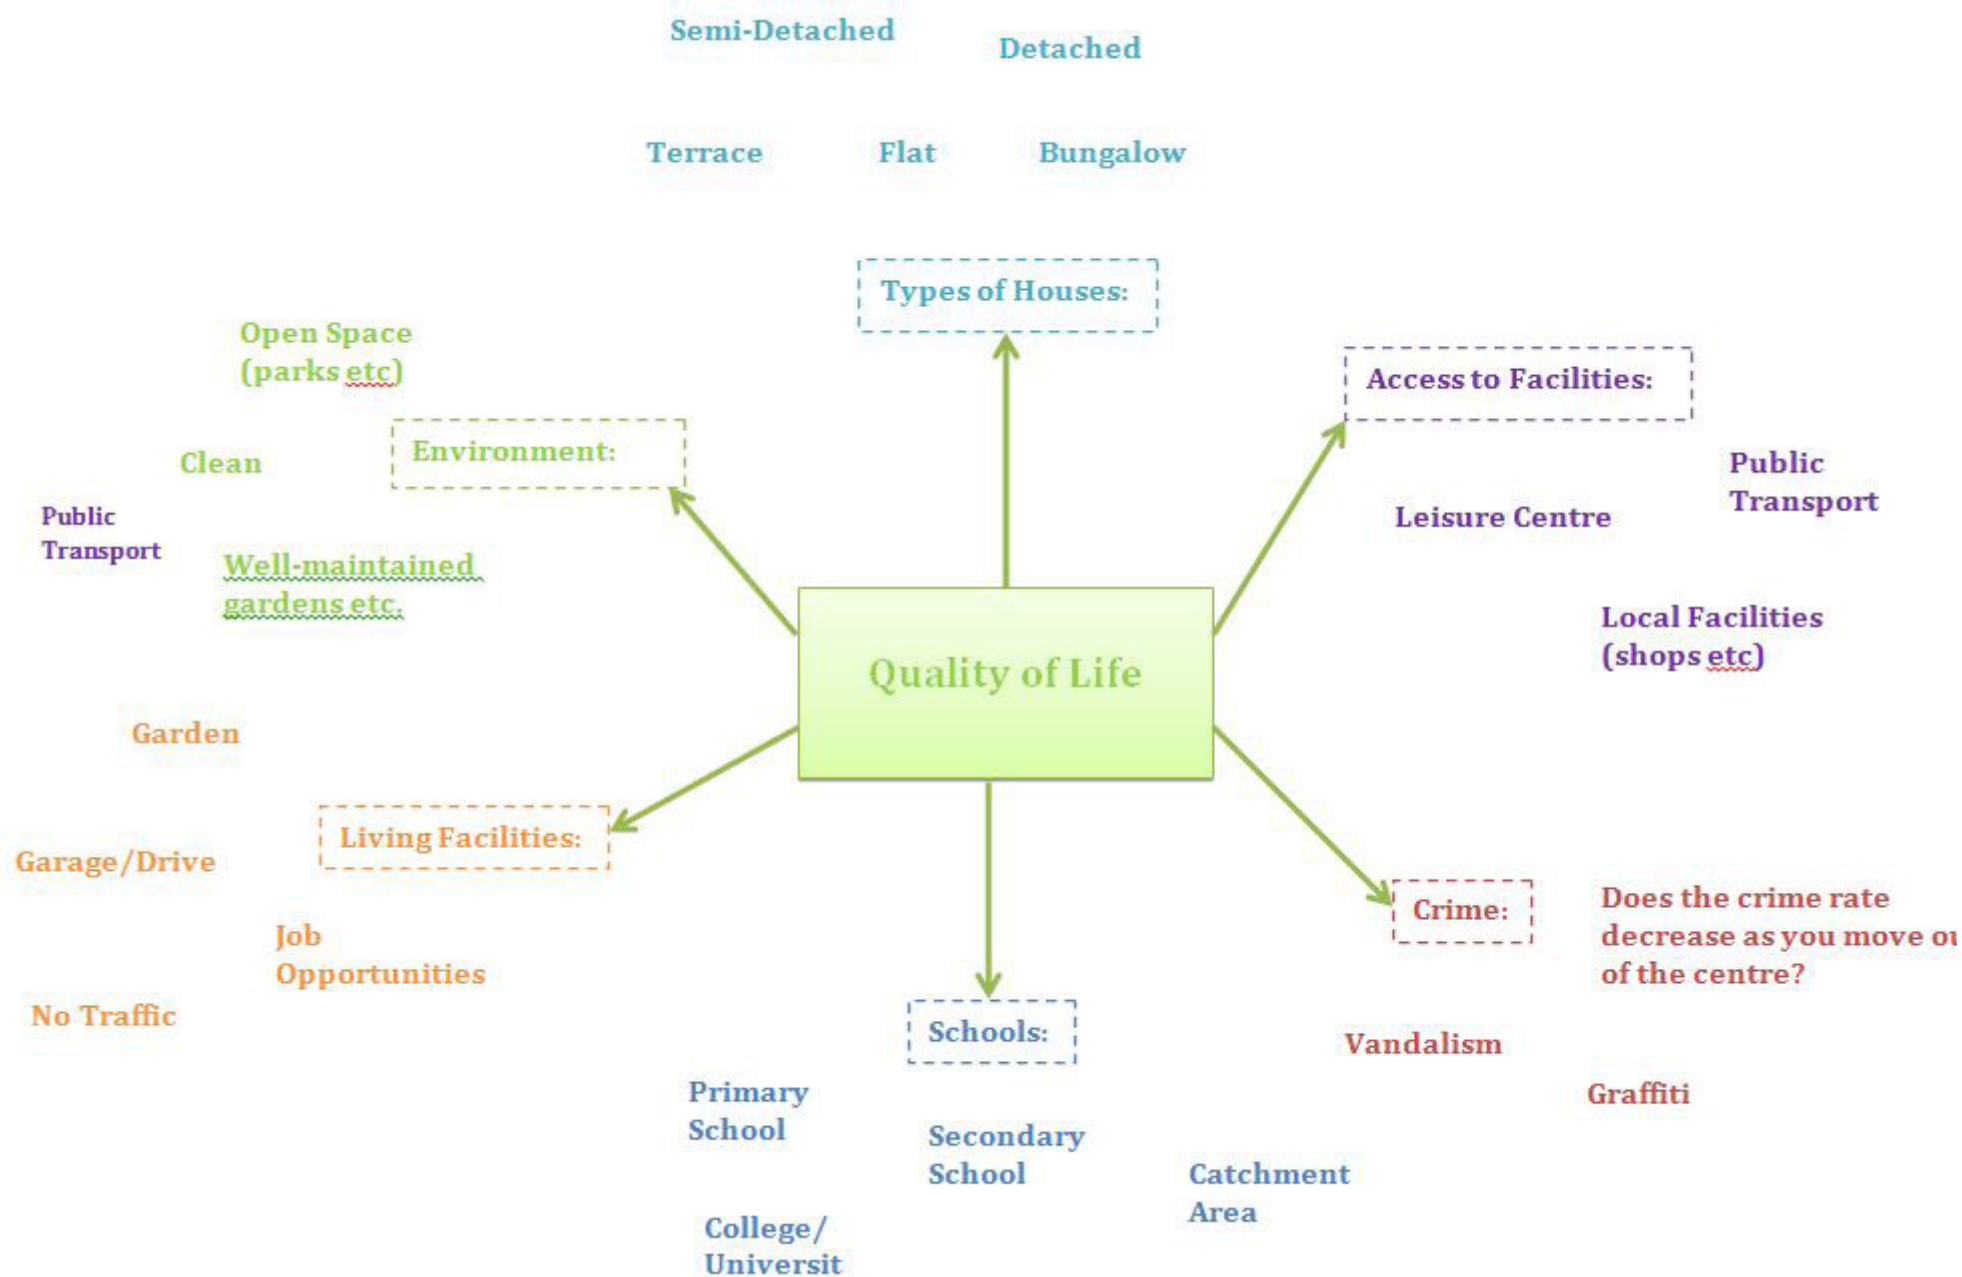 Semi-Detached
Detached
Terrace
Flat
Bungalow
Types of Houses:
Open Space
(parks etc)
Environment:
Clean
Public
Transport
Well-maintained
gardens etc.
Access to Facilities:
Public
Transport
Leisure Centre
Local Facilities
(shops etc)
Quality of Life
Garden
Living Facilities:
Garage/Drive
Job
Opportunities
No Traffic
Crime:
Does the crime rate
decrease as you move ou
of the centre?
Vandalism
Graffiti
Schools:
Primary
School
Secondary
School
Catchment
Area
College/
Universit